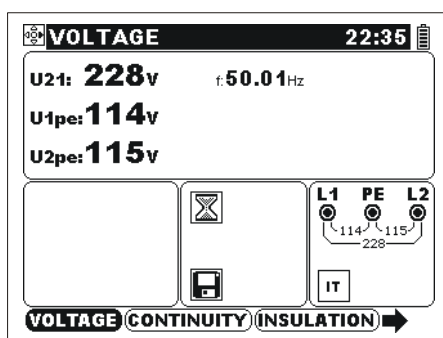 VOLTAGE 22:35
U21: 228V f:50.01Hz
U1pe:114V
U2pe:115V
L1 PE L2
114 115
228
IT
VOLTAGE CONTINUITY INSULATION